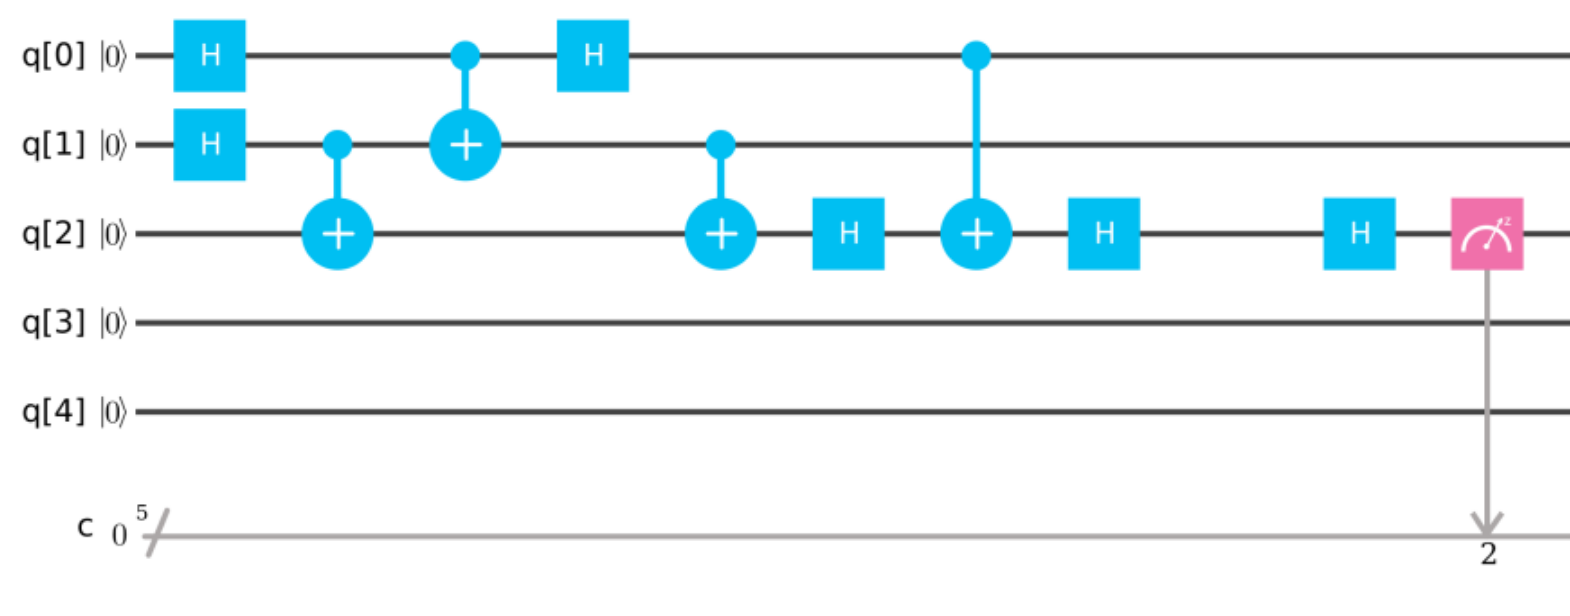 q[0] |0⟩ H H
q[1] |0⟩ H
q[2] |0⟩ H H H z
q[3] |0⟩
q[4] |0⟩
c 0 5
2